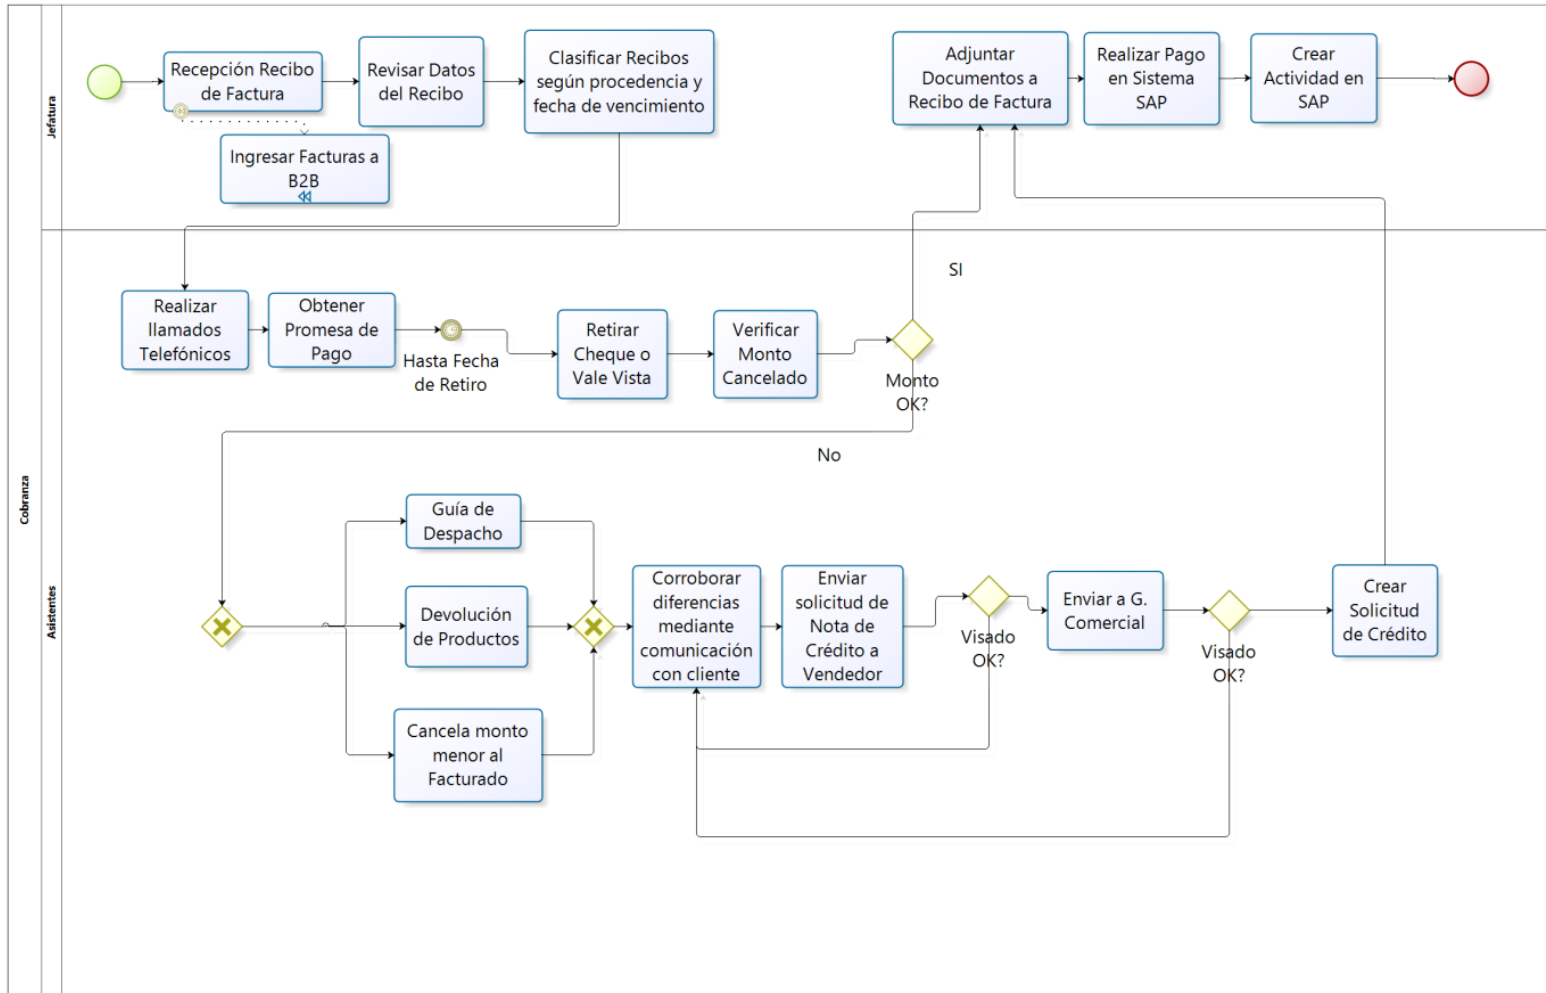 Cobranza
Jefatura
Recepción Recibo
de Factura
Revisar Datos
del Recibo
Clasificar Recibos
según procedencia y
fecha de vencimiento
Ingresar Facturas a
B2B
Adjuntar
Documentos a
Recibo de Factura
Realizar Pago
en Sistema
SAP
Crear
Actividad en
SAP
Asistentes
Realizar
llamados
Telefónicos
Obtener
Promesa de
Pago
Hasta Fecha
de Retiro
Retirar
Cheque o
Vale Vista
Verificar
Monto
Cancelado
SI
Monto
OK?
No
Guía de
Despacho
Devolución
de Productos
Cancela monto
menor al
Facturado
Corroborar
diferencias
mediante
comunicación
con cliente
Enviar
solicitud de
Nota de
Crédito a
Vendedor
Visado
OK?
Enviar a G.
Comercial
Visado
OK?
Crear
Solicitud
de Crédito